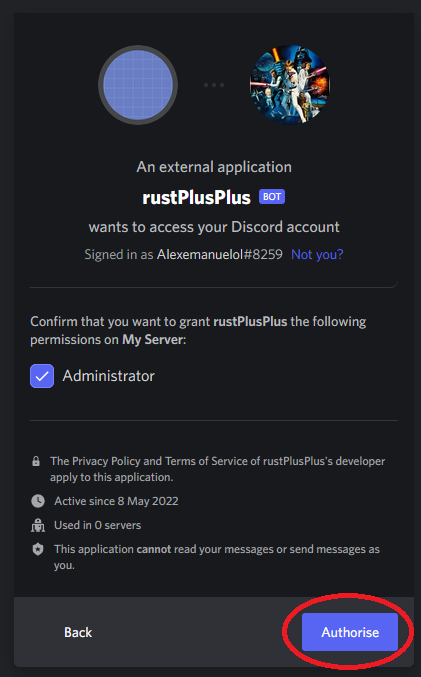 An external application
rustPlusPlus BOT
wants to access your Discord account
Signed in as Alexemanuelol#8259 Not you?
Confirm that you want to grant rustPlusPlus the following
permissions on My Server:
Administrator
The Privacy Policy and Terms of Service of rustPlusPlus's developer
apply to this application.
Active since 8 May 2022
Used in 0 servers
This application cannot read your messages or send messages as
you.
Back
Authorise